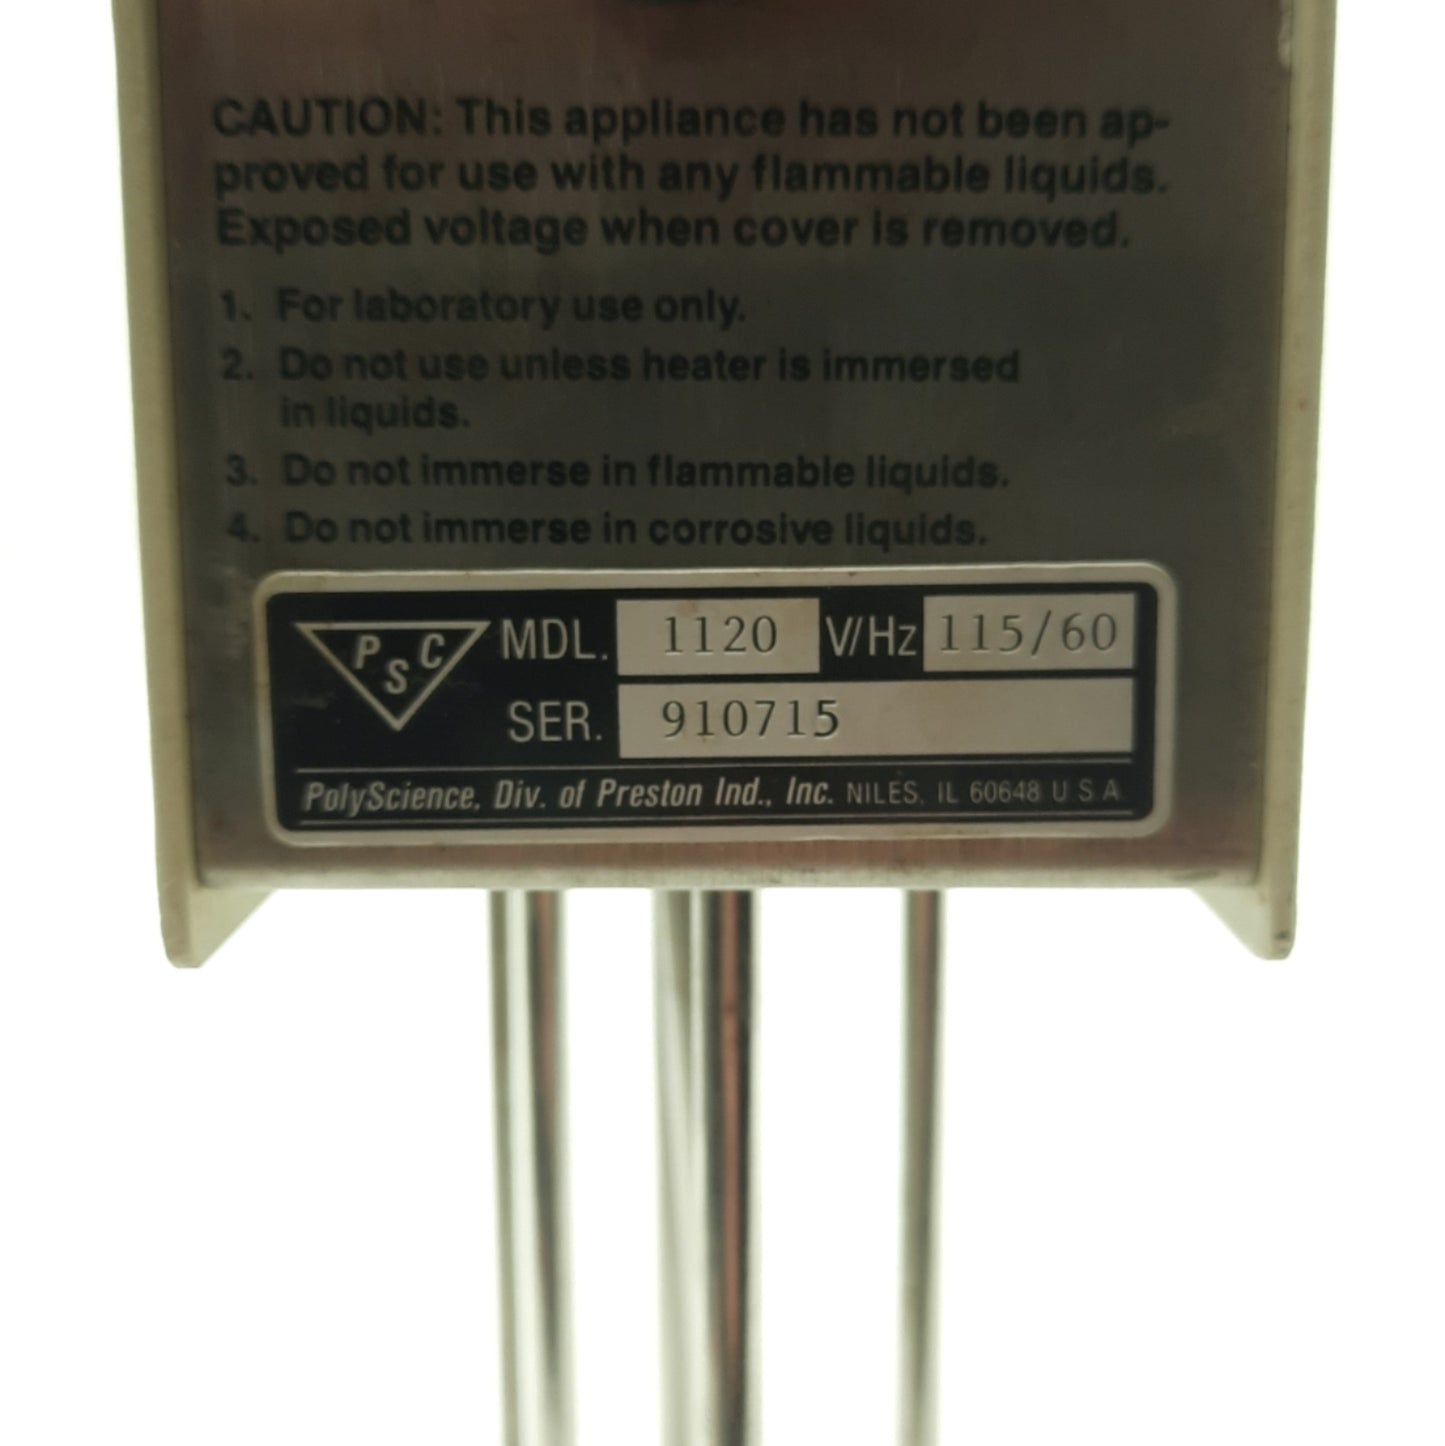 CAUTION: This appliance has not been ap-
proved for use with any flammable liquids.
Exposed voltage when cover is removed.
1. For laboratory use only.
2. Do not use unless heater is immersed
in liquids.
3. Do not immerse in flammable liquids.
4. Do not immerse in corrosive liquids.
PSC MDL. 1120 V/Hz 115/60
SER. 910715
PolyScience, Div. of Preston Ind., Inc. NILES, IL 60648 U S A